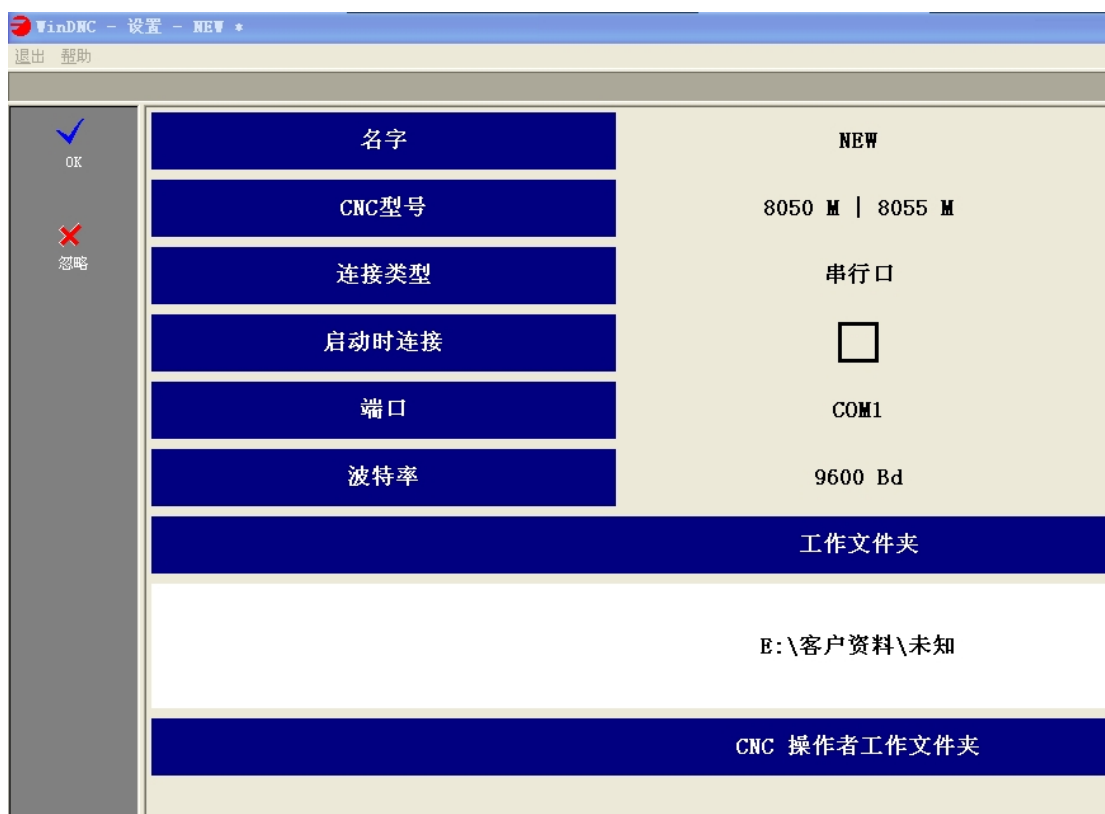 WinDNC - 设置 - NEW *
退出 帮助
OK
忽略
名字 NEW
CNC型号 8050 M | 8055 M
连接类型 串行口
启动时连接
端口 COM1
波特率 9600 Bd
工作文件夹
E:\客户资料\未知
CNC 操作者工作文件夹